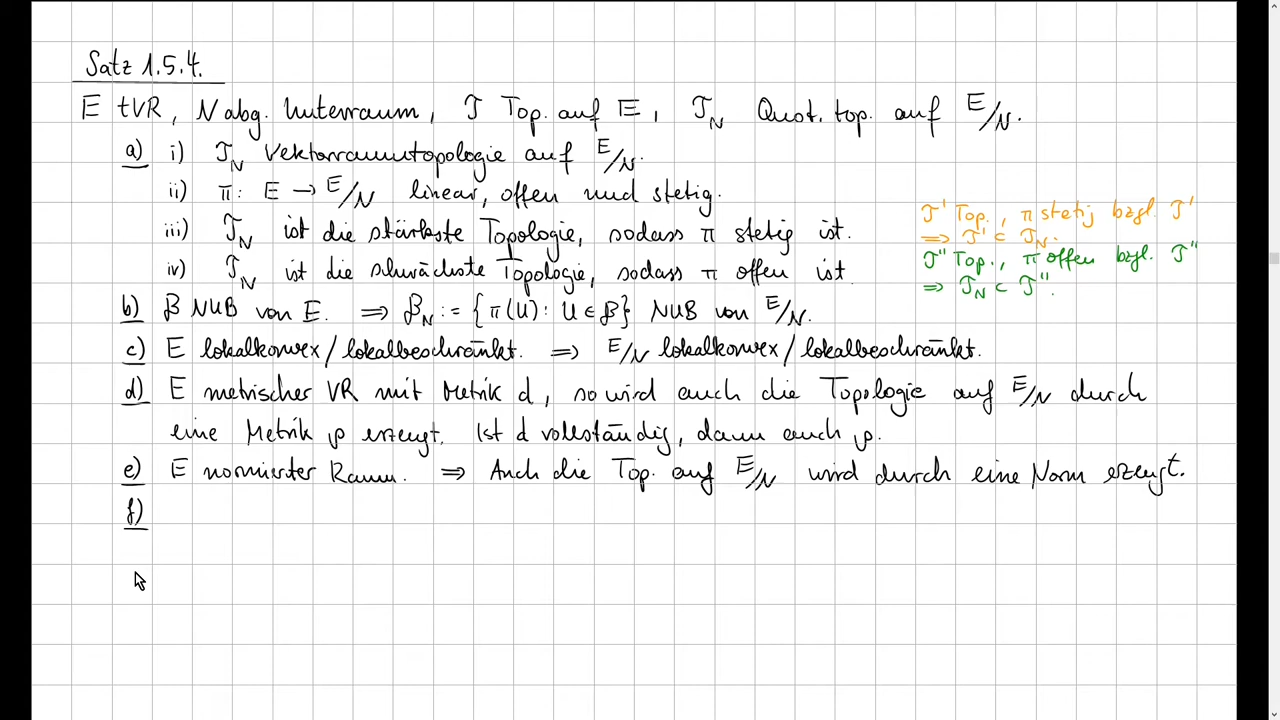 Satz 1.5.4.
E tVR, N abg. Unterraum, 𝒯 Top. auf E, 𝒯_N Quot. top. auf E/N.
a) i) 𝒯_N Vektorraumtopologie auf E/N.
ii) π: E → E/N linear, offen und stetig.
iii) 𝒯_N ist die stärkste Topologie, sodass π stetig ist.
iv) 𝒯_N ist die schwächste Topologie, sodass π offen ist
𝒯' Top., π stetig bzgl. 𝒯'
⇒ 𝒯' ⊂ 𝒯_N.
𝒯'' Top., π offen bzgl. 𝒯''
⇒ 𝒯_N ⊂ 𝒯''.
b) β NUB von E. ⇒ β_N := {π(U): U ∈ β} NUB von E/N.
c) E lokalkonvex/lokalbeschränkt. ⇒ E/N lokalkonvex/lokalbeschränkt.
d) E metrischer VR mit Metrik d, so wird auch die Topologie auf E/N durch
eine Metrik ρ erzeugt. Ist d vollständig, dann auch ρ.
e) E normierter Raum. ⇒ Auch die Top. auf E/N wird durch eine Norm erzeugt.
f)